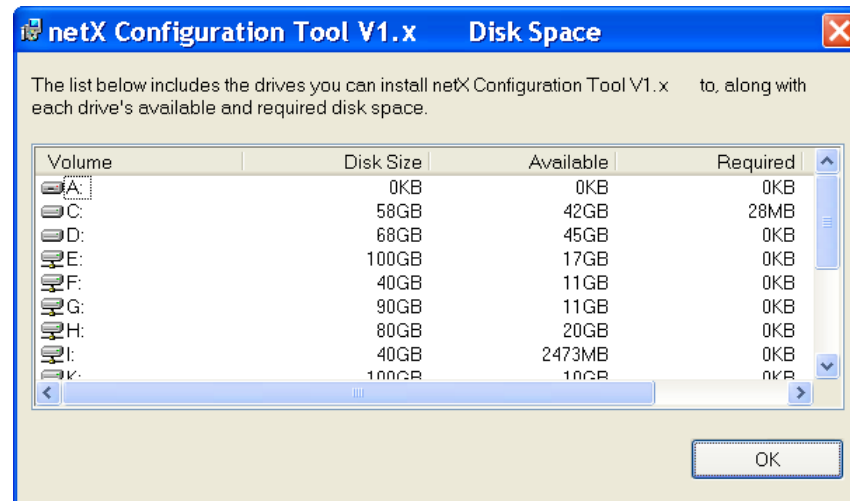 netX Configuration Tool V1.x Disk Space
The list below includes the drives you can install netX Configuration Tool V1.x to, along with
each drive's available and required disk space.
Volume Disk Size Available Required
A: 0KB 0KB 0KB
C: 58GB 42GB 28MB
D: 68GB 45GB 0KB
E: 100GB 17GB 0KB
F: 40GB 11GB 0KB
G: 90GB 11GB 0KB
H: 80GB 20GB 0KB
I: 40GB 2473MB 0KB
K: 100GB 10GB 0KB
OK